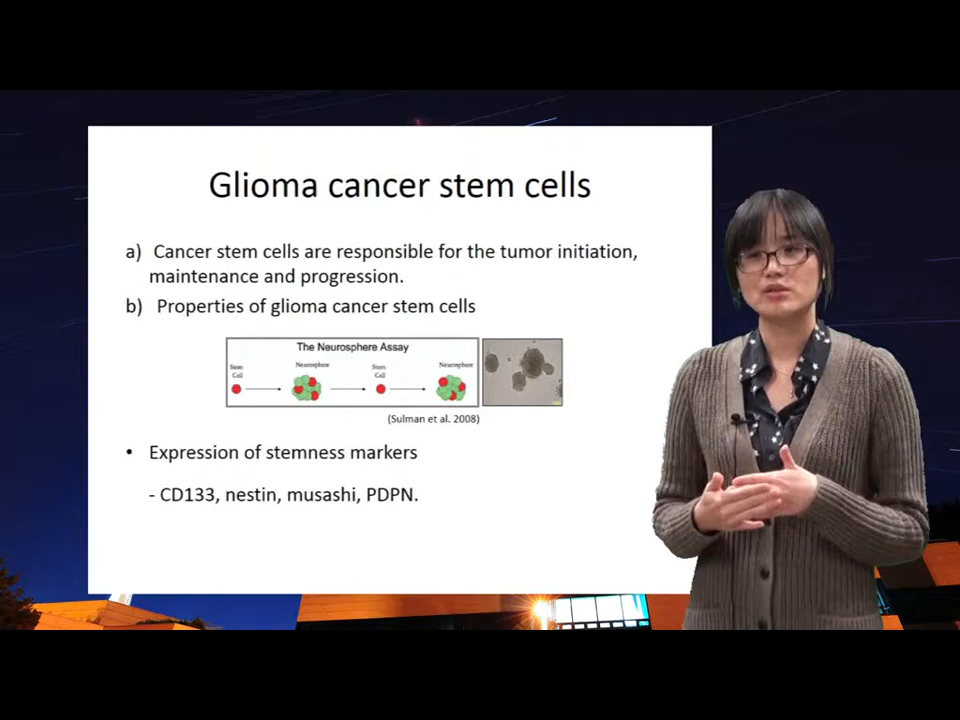 Glioma cancer stem cells
a) Cancer stem cells are responsible for the tumor initiation,
maintenance and progression.
b) Properties of glioma cancer stem cells
The Neurosphere Assay
Stem
Cell
Neurosphere
Stem
Cell
Neurosphere
(Sulman et al. 2008)
• Expression of stemness markers
- CD133, nestin, musashi, PDPN.